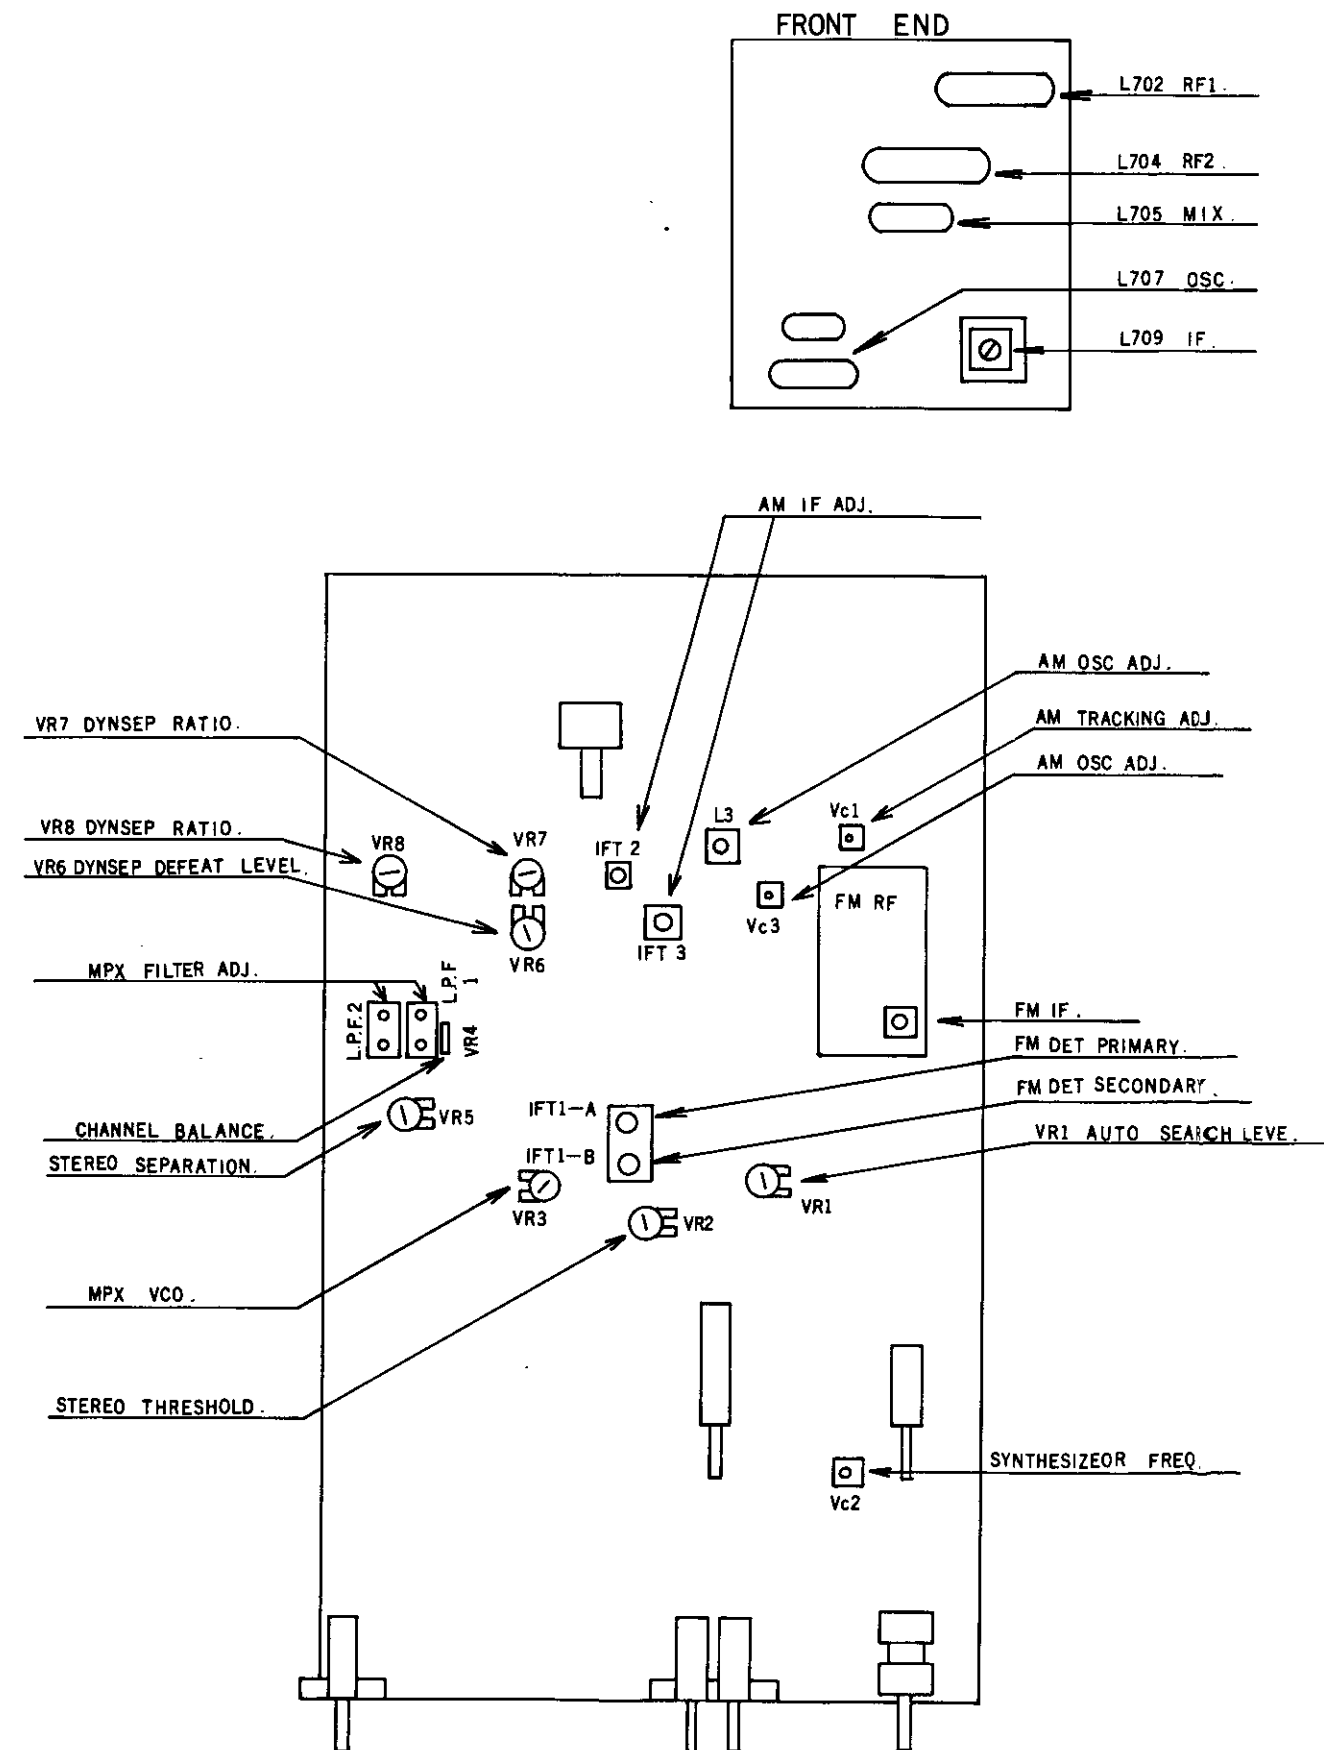 FRONT END
L702 RF1.
L704 RF2.
L705 MIX.
L707 OSC.
L709 IF.
AM IF ADJ.
AM OSC ADJ.
AM TRACKING ADJ.
AM OSC ADJ.
VR7 DYNSEP RATIO.
VR8 DYNSEP RATIO.
VR6 DYNSEP DEFEAT LEVEL.
VR8
VR7
IFT 2
L3
Vc1
VR6
IFT 3
Vc3
FM RF
MPX FILTER ADJ.
L.P.F.2
L.P.F 1
VR4
FM IF.
FM DET PRIMARY.
FM DET SECONDARY.
VR1 AUTO SEARCH LEVE.
CHANNEL BALANCE.
STEREO SEPARATION.
VR5
IFT1-A
IFT1-B
VR3
VR2
VR1
MPX VCO.
STEREO THRESHOLD.
SYNTHESIZEOR FREQ.
Vc2